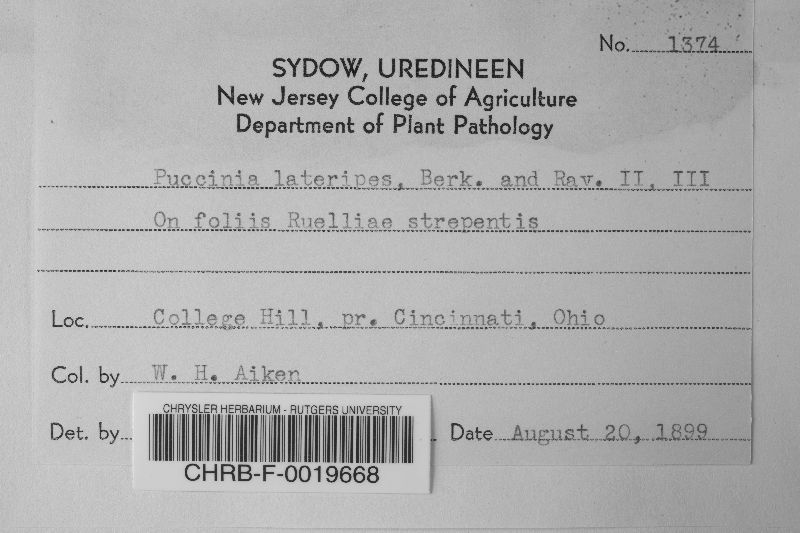 No. 1374
SYDOW, UREDINEEN
New Jersey College of Agriculture
Department of Plant Pathology
Puccinia lateripes, Berk. and Rav. II, III
On foliis Ruelliae strepentis
Loc. College Hill, pr. Cincinnati, Ohio
Col. by W. H. Aiken
Det. by Date August 20, 1899
CHRYSLER HERBARIUM - RUTGERS UNIVERSITY
CHRB-F-0019668